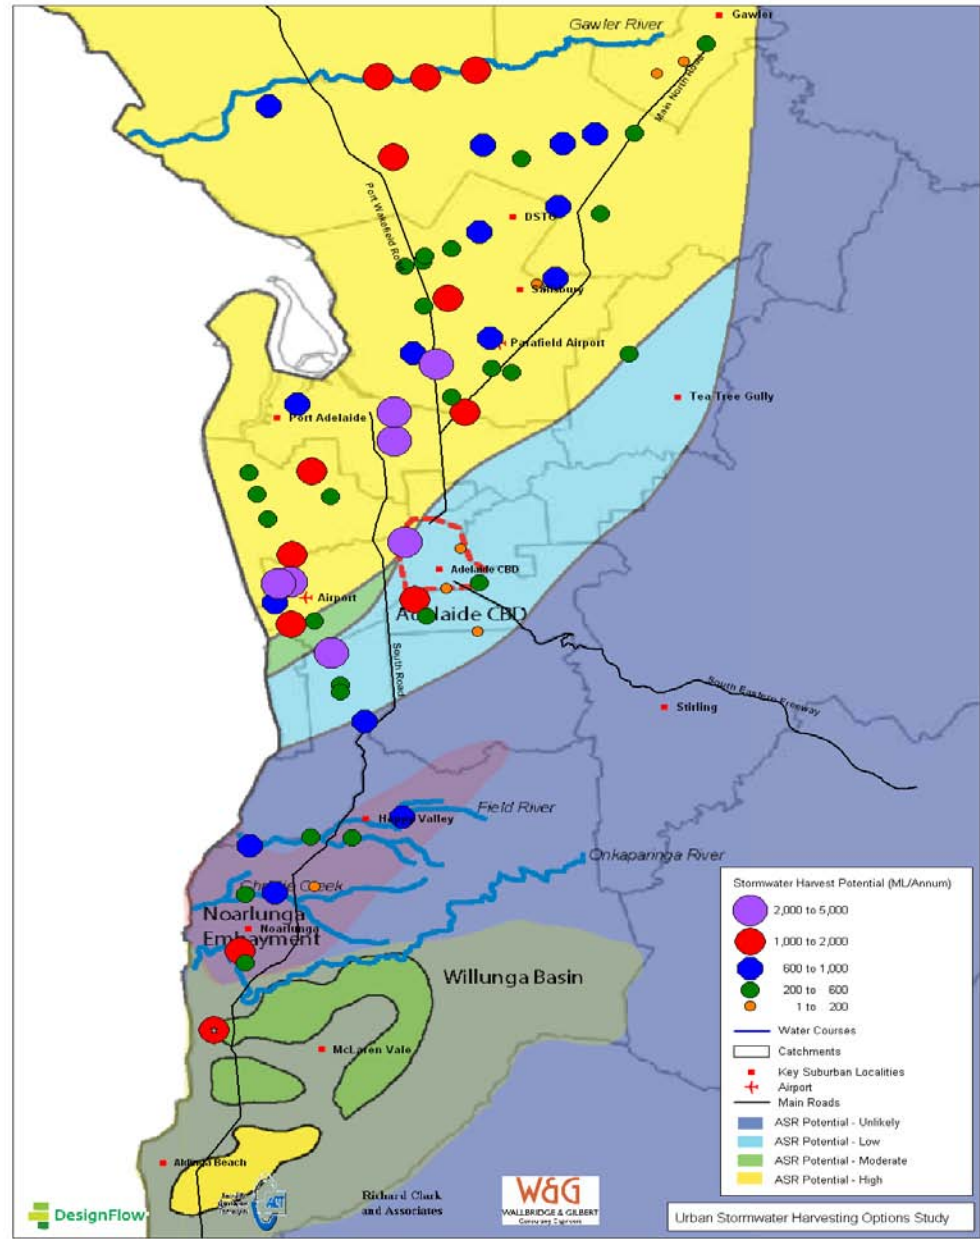 Gawler
Gawler River
Main North Road
Port Wakefield Road
DSTO
Salisbury
Parafield Airport
Tea Tree Gully
Port Adelaide
Adelaide CBD
Airport
Adelaide CBD
South Road
South Eastern Freeway
Stirling
Field River
Happy Valley
Onkaparinga River
Christie Creek
Noarlunga
Embayment
Noarlunga
Willunga Basin
McLaren Vale
Aldinga Beach
Stormwater Harvest Potential (ML/Annum)
2,000 to 5,000
1,000 to 2,000
600 to 1,000
200 to 600
1 to 200
Water Courses
Catchments
Key Suburban Localities
Airport
Main Roads
ASR Potential - Unlikely
ASR Potential - Low
ASR Potential - Moderate
ASR Potential - High
DesignFlow
Richard Clark
and Associates
W&G
WALLBRIDGE & GILBERT
Consulting Engineers
Urban Stormwater Harvesting Options Study